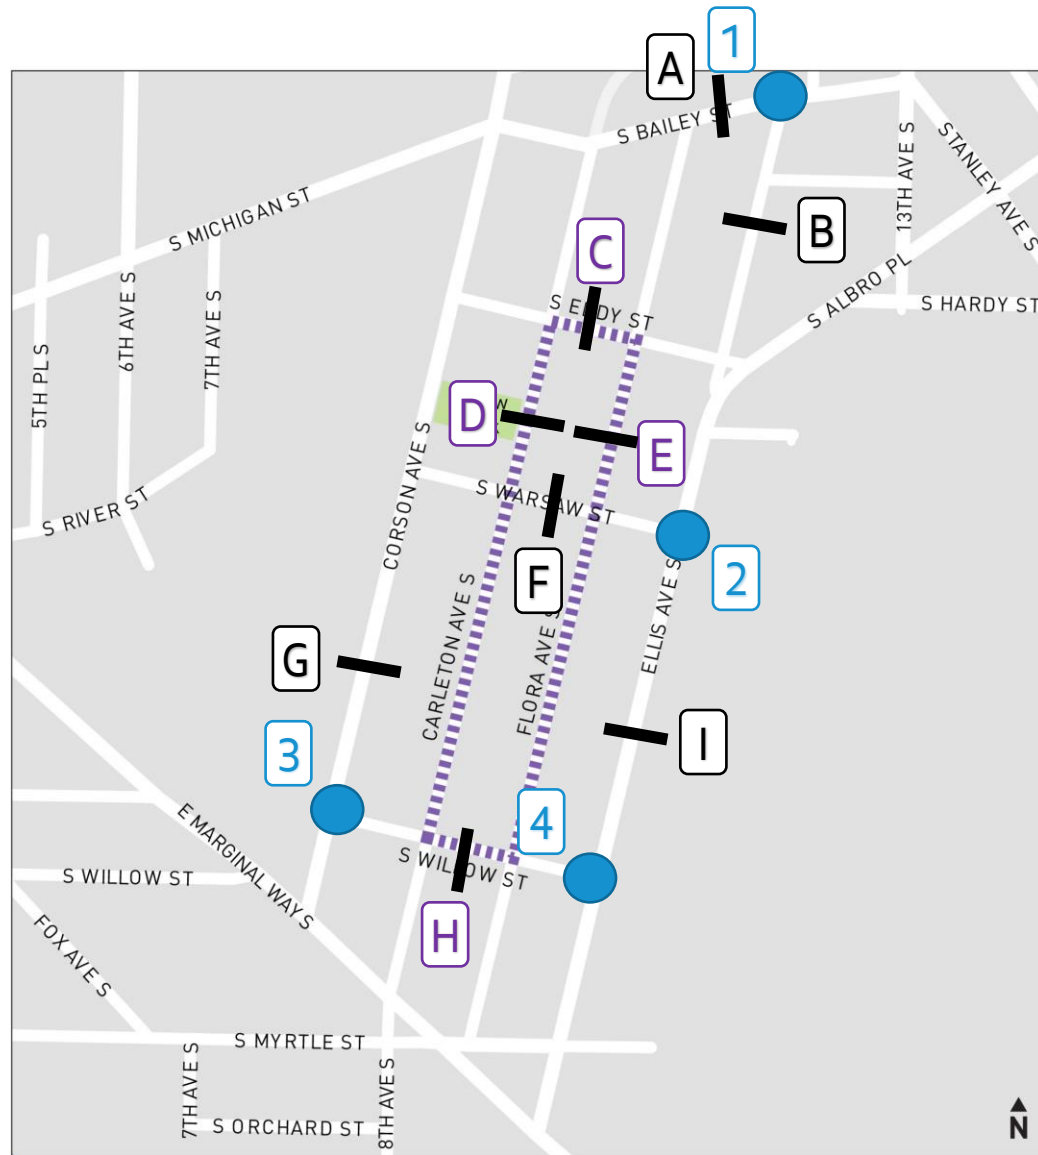 1
A
S BAILEY ST
13TH AVE S
STANLEY AVE S
S MICHIGAN ST
B
C
6TH AVE S
7TH AVE S
5TH PL S
S ALBRO PL
S HARDY ST
S EDDY ST
D
E
CORSON AVE S
S WARSAW ST
S RIVER ST
F
2
ELLIS AVE S
CARLETON AVE S
FLORA AVE S
G
I
3
4
E MARGINAL WAY S
S WILLOW ST
S WILLOW ST
FOX AVE S
H
S MYRTLE ST
7TH AVE S
8TH AVE S
S ORCHARD ST
N